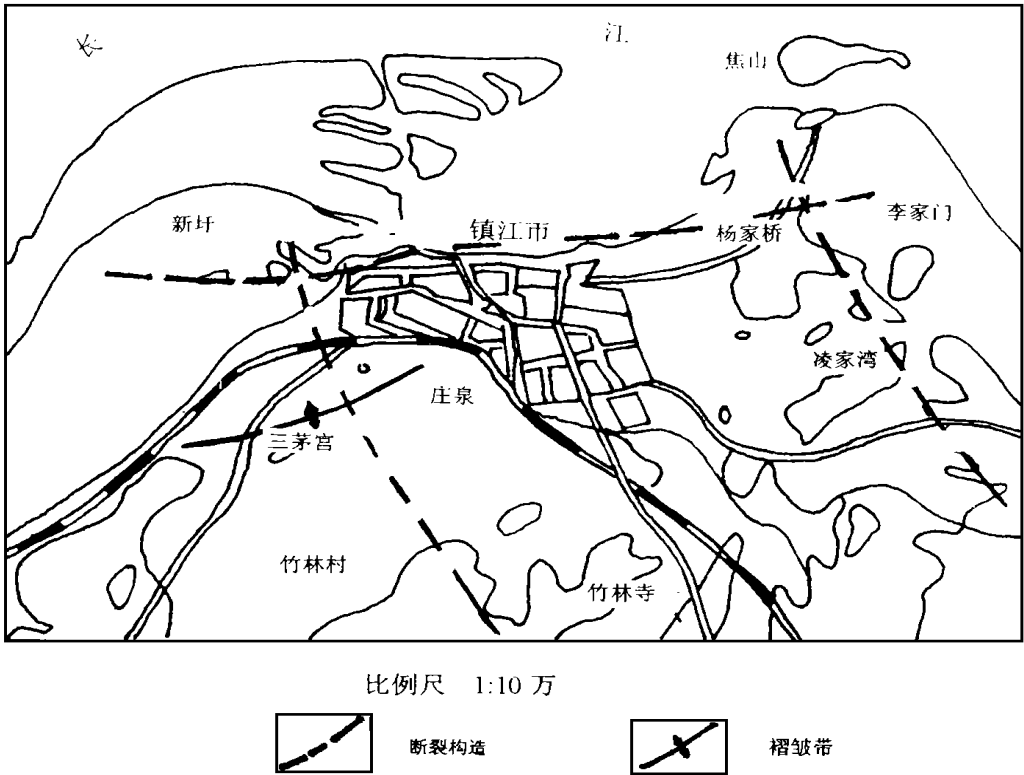 长 江
焦山
新圩
镇江市
杨家桥
李家门
凌家湾
庄泉
三茅宫
竹林村
竹林寺
比例尺 1:10 万
断裂构造
褶皱带